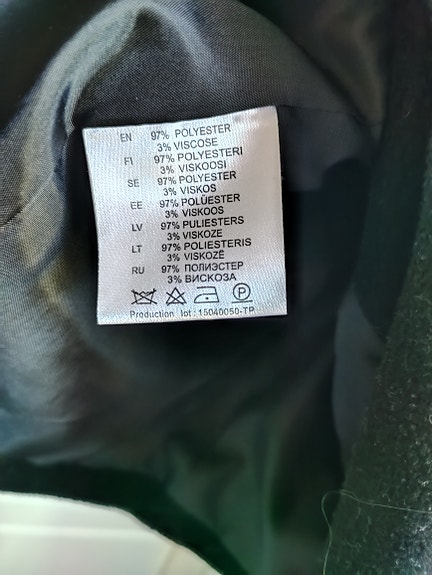 EN 97% POLYESTER
3% VISCOSE
FI 97% POLYESTERI
3% VISKOOSI
SE 97% POLYESTER
3% VISKOS
EE 97% POLÜESTER
3% VISKOOS
LV 97% PULIESTERS
3% VISKOZE
LT 97% POLIESTERIS
3% VISKOZĖ
RU 97% ПОЛИЭСТЕР
3% ВИСКОЗА
P
Production lot: 15040050-TP